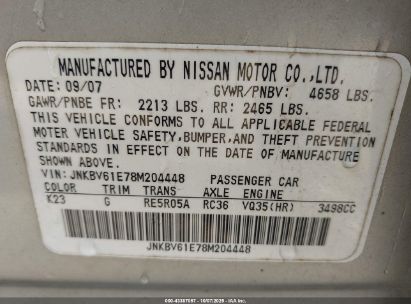 MANUFACTURED BY NISSAN MOTOR CO.,LTD.
DATE: 09/07 GVWR/PNBV: 4658 LBS.
GAWR/PNBE FR: 2213 LBS. RR: 2465 LBS.
THIS VEHICLE CONFORMS TO ALL APPLICABLE FEDERAL
MOTOR VEHICLE SAFETY,BUMPER,AND THEFT PREVENTION
STANDARDS IN EFFECT ON THE DATE OF MANUFACTURE
SHOWN ABOVE.
VIN: JNKBV61E78M204448 PASSENGER CAR
COLOR TRIM TRANS AXLE ENGINE
K23 G RE5R05A RC36 VQ35(HR) 3498CC
JNKBV61E78M204448